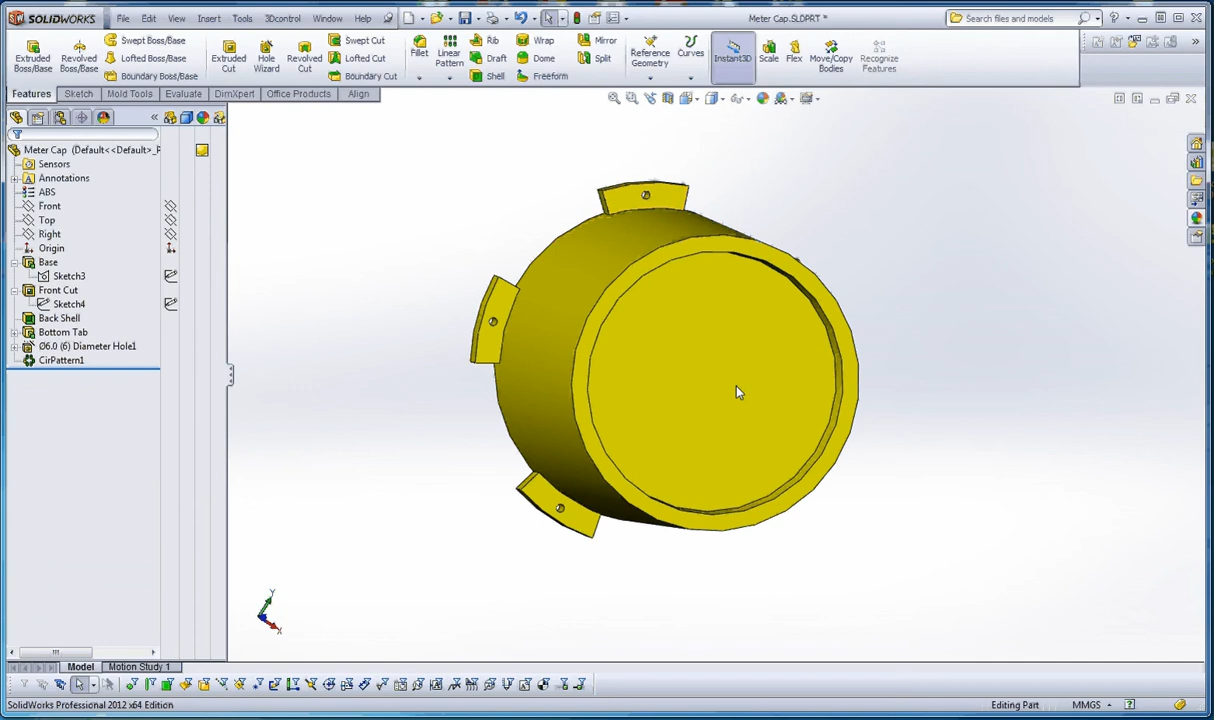 SOLIDWORKS
File Edit View Insert Tools 3Dcontrol Window Help
Meter Cap.SLDPRT *
Search files and models
Extruded Boss/Base
Revolved Boss/Base
Swept Boss/Base
Lofted Boss/Base
Boundary Boss/Base
Extruded Cut
Hole Wizard
Revolved Cut
Swept Cut
Lofted Cut
Boundary Cut
Fillet
Linear Pattern
Rib
Draft
Shell
Wrap
Dome
Freeform
Mirror
Split
Reference Geometry
Curves
Instant3D
Scale
Flex
Move/Copy Bodies
Recognize Features
Features Sketch Mold Tools Evaluate DimXpert Office Products Align
Meter Cap (Default<<Default>_P
Sensors
Annotations
ABS
Front
Top
Right
Origin
Base
Sketch3
Front Cut
Sketch4
Back Shell
Bottom Tab
Ø6.0 (6) Diameter Hole1
CirPattern1
Y
X
Model Motion Study 1
SolidWorks Professional 2012 x64 Edition
Editing Part
MMGS